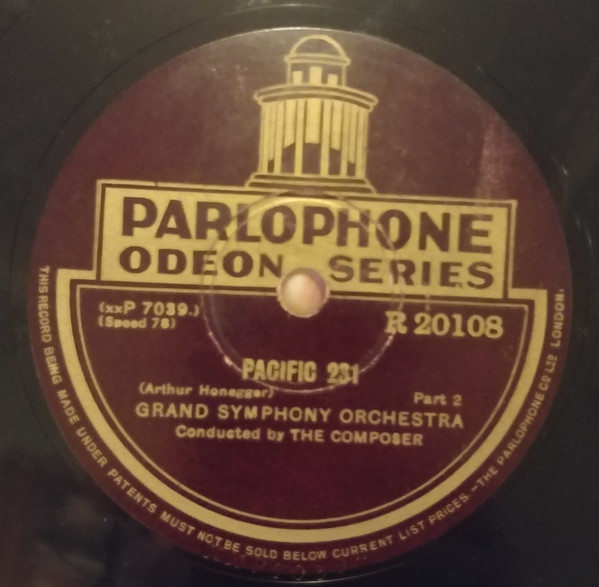 PARLOPHONE
ODEON SERIES
(xxP 7039.)
(Speed 78)
R 20108
PACIFIC 231
(Arthur Honegger)
Part 2
GRAND SYMPHONY ORCHESTRA
Conducted by THE COMPOSER
THIS RECORD BEING MADE UNDER PATENTS MUST NOT BE SOLD BELOW CURRENT LIST PRICES.-THE PARLOPHONE CO LTD LONDON.